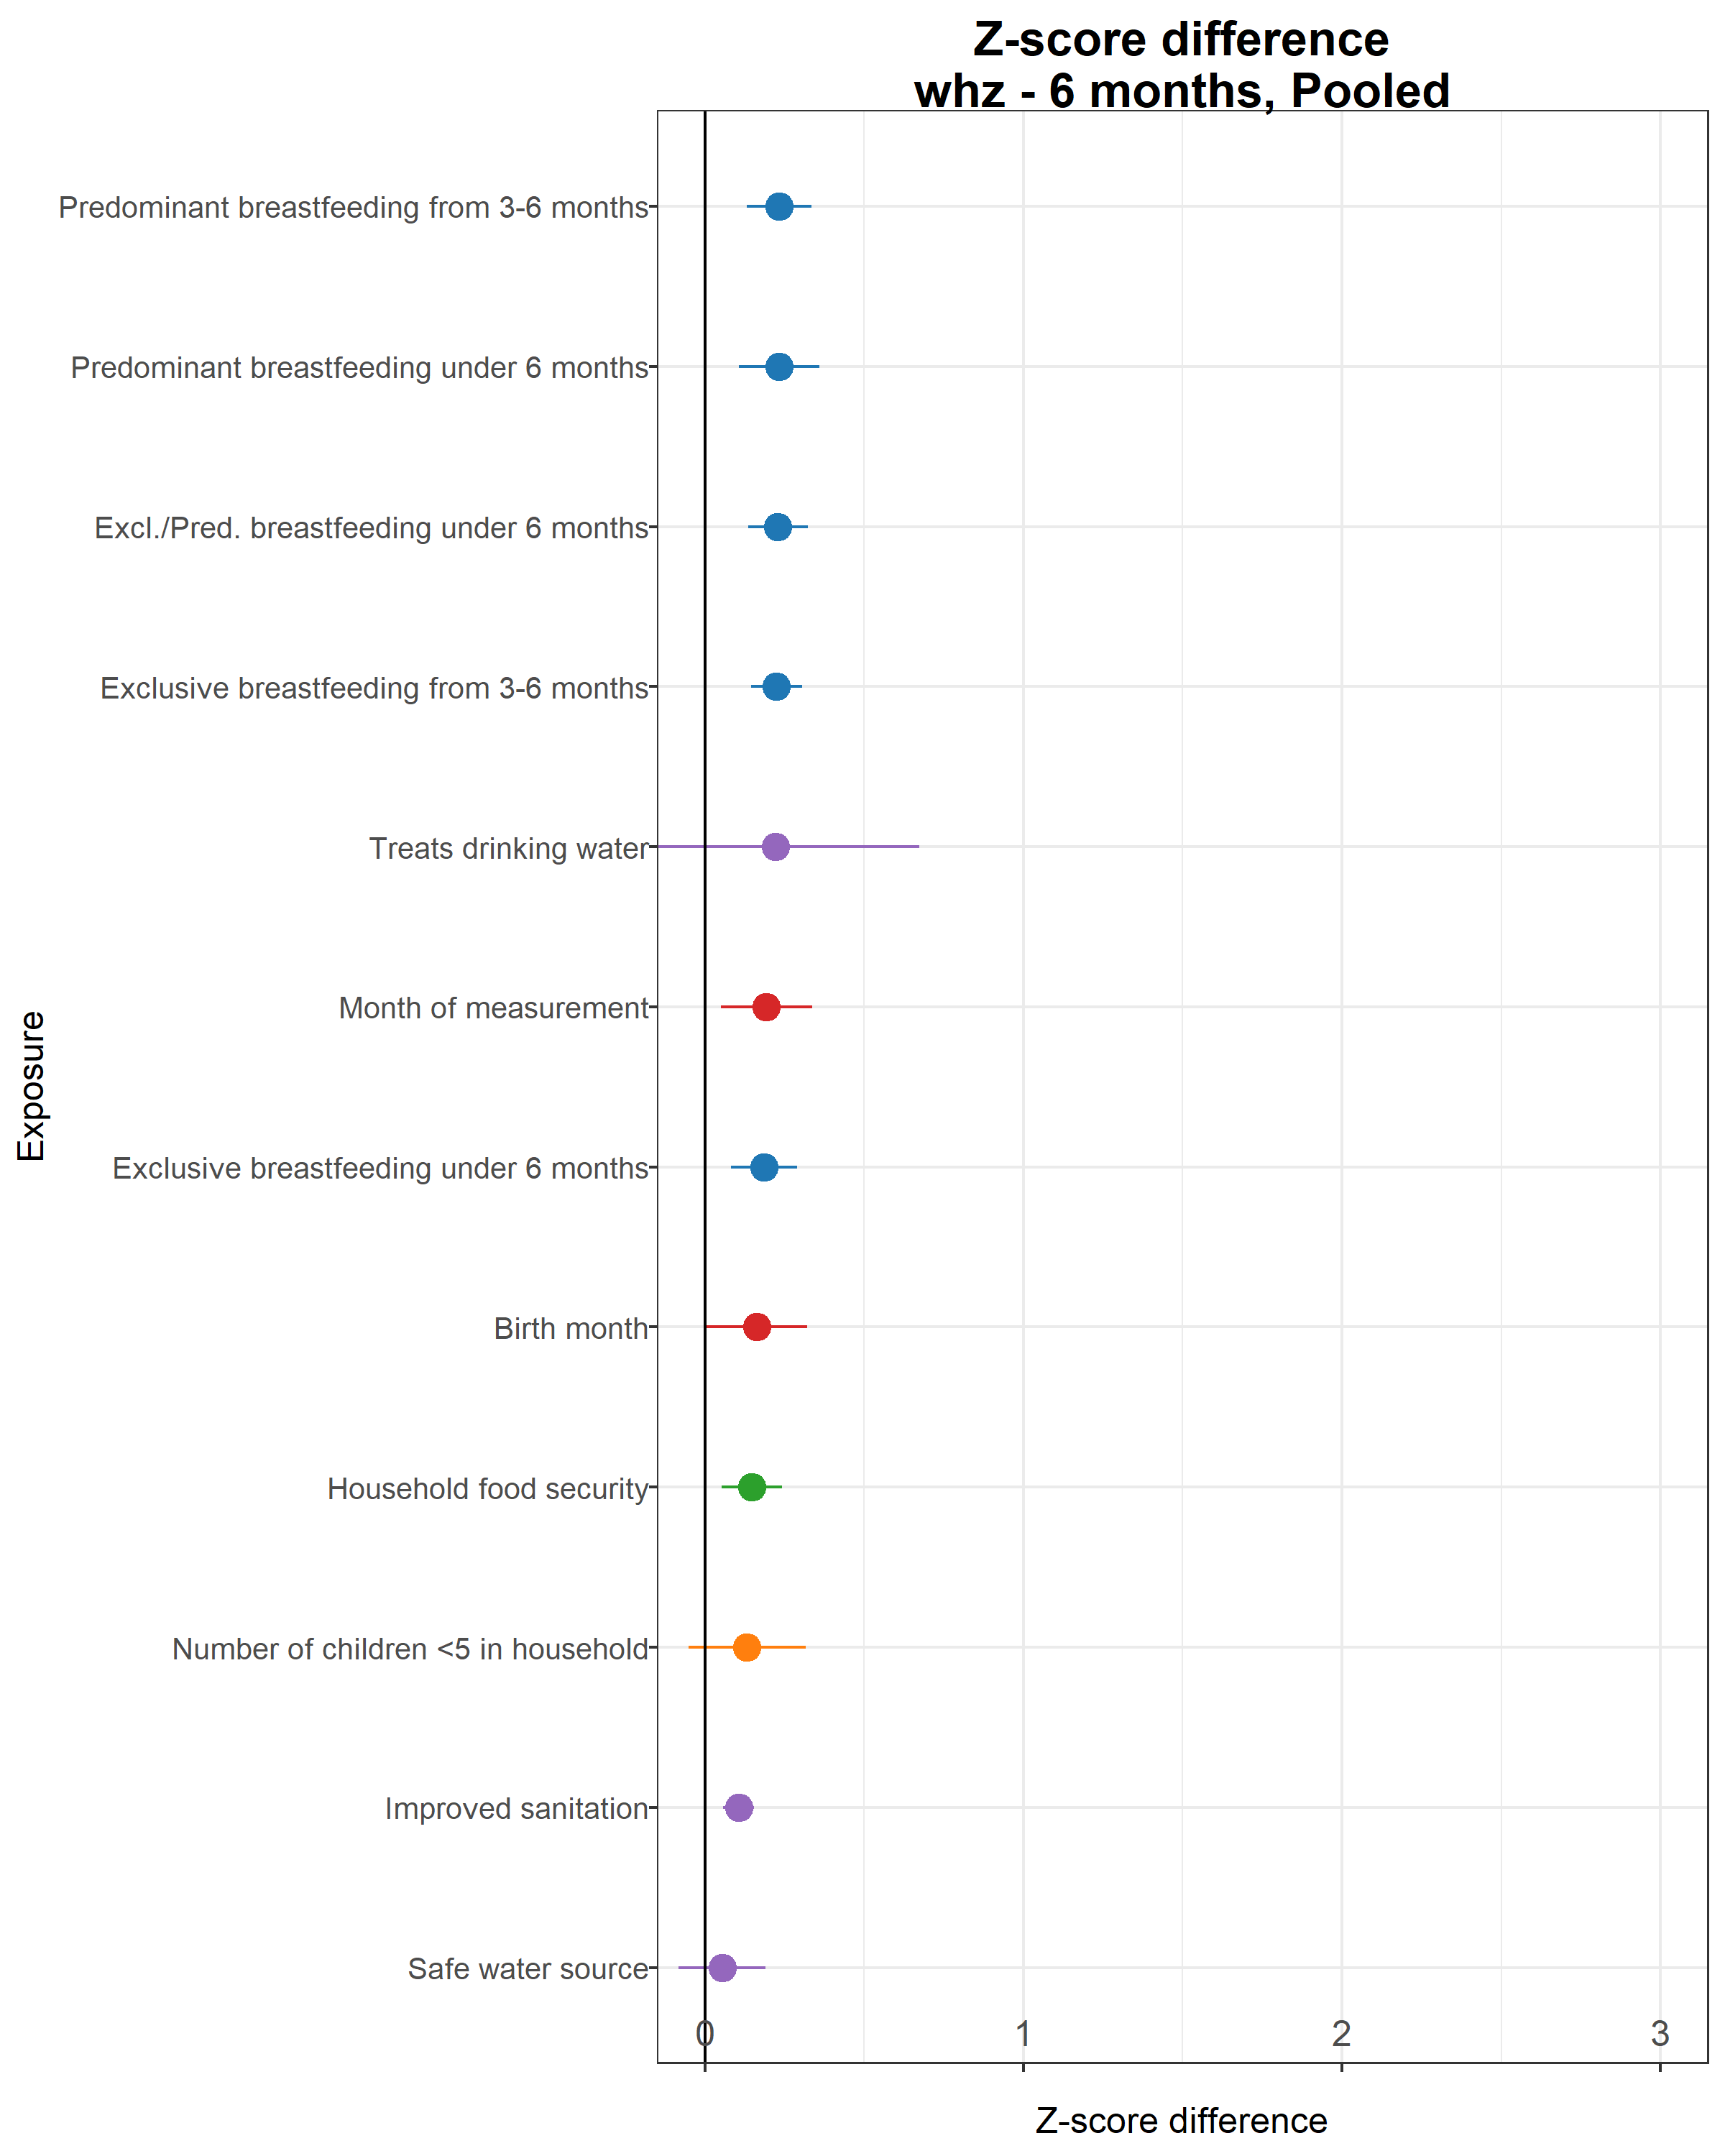 Z-score difference
whz - 6 months, Pooled
Predominant breastfeeding from 3-6 months
Predominant breastfeeding under 6 months
Excl./Pred. breastfeeding under 6 months
Exclusive breastfeeding from 3-6 months
Treats drinking water
Month of measurement
Exclusive breastfeeding under 6 months
Birth month
Household food security
Number of children <5 in household
Improved sanitation
Safe water source
Exposure
0 1 2 3
Z-score difference